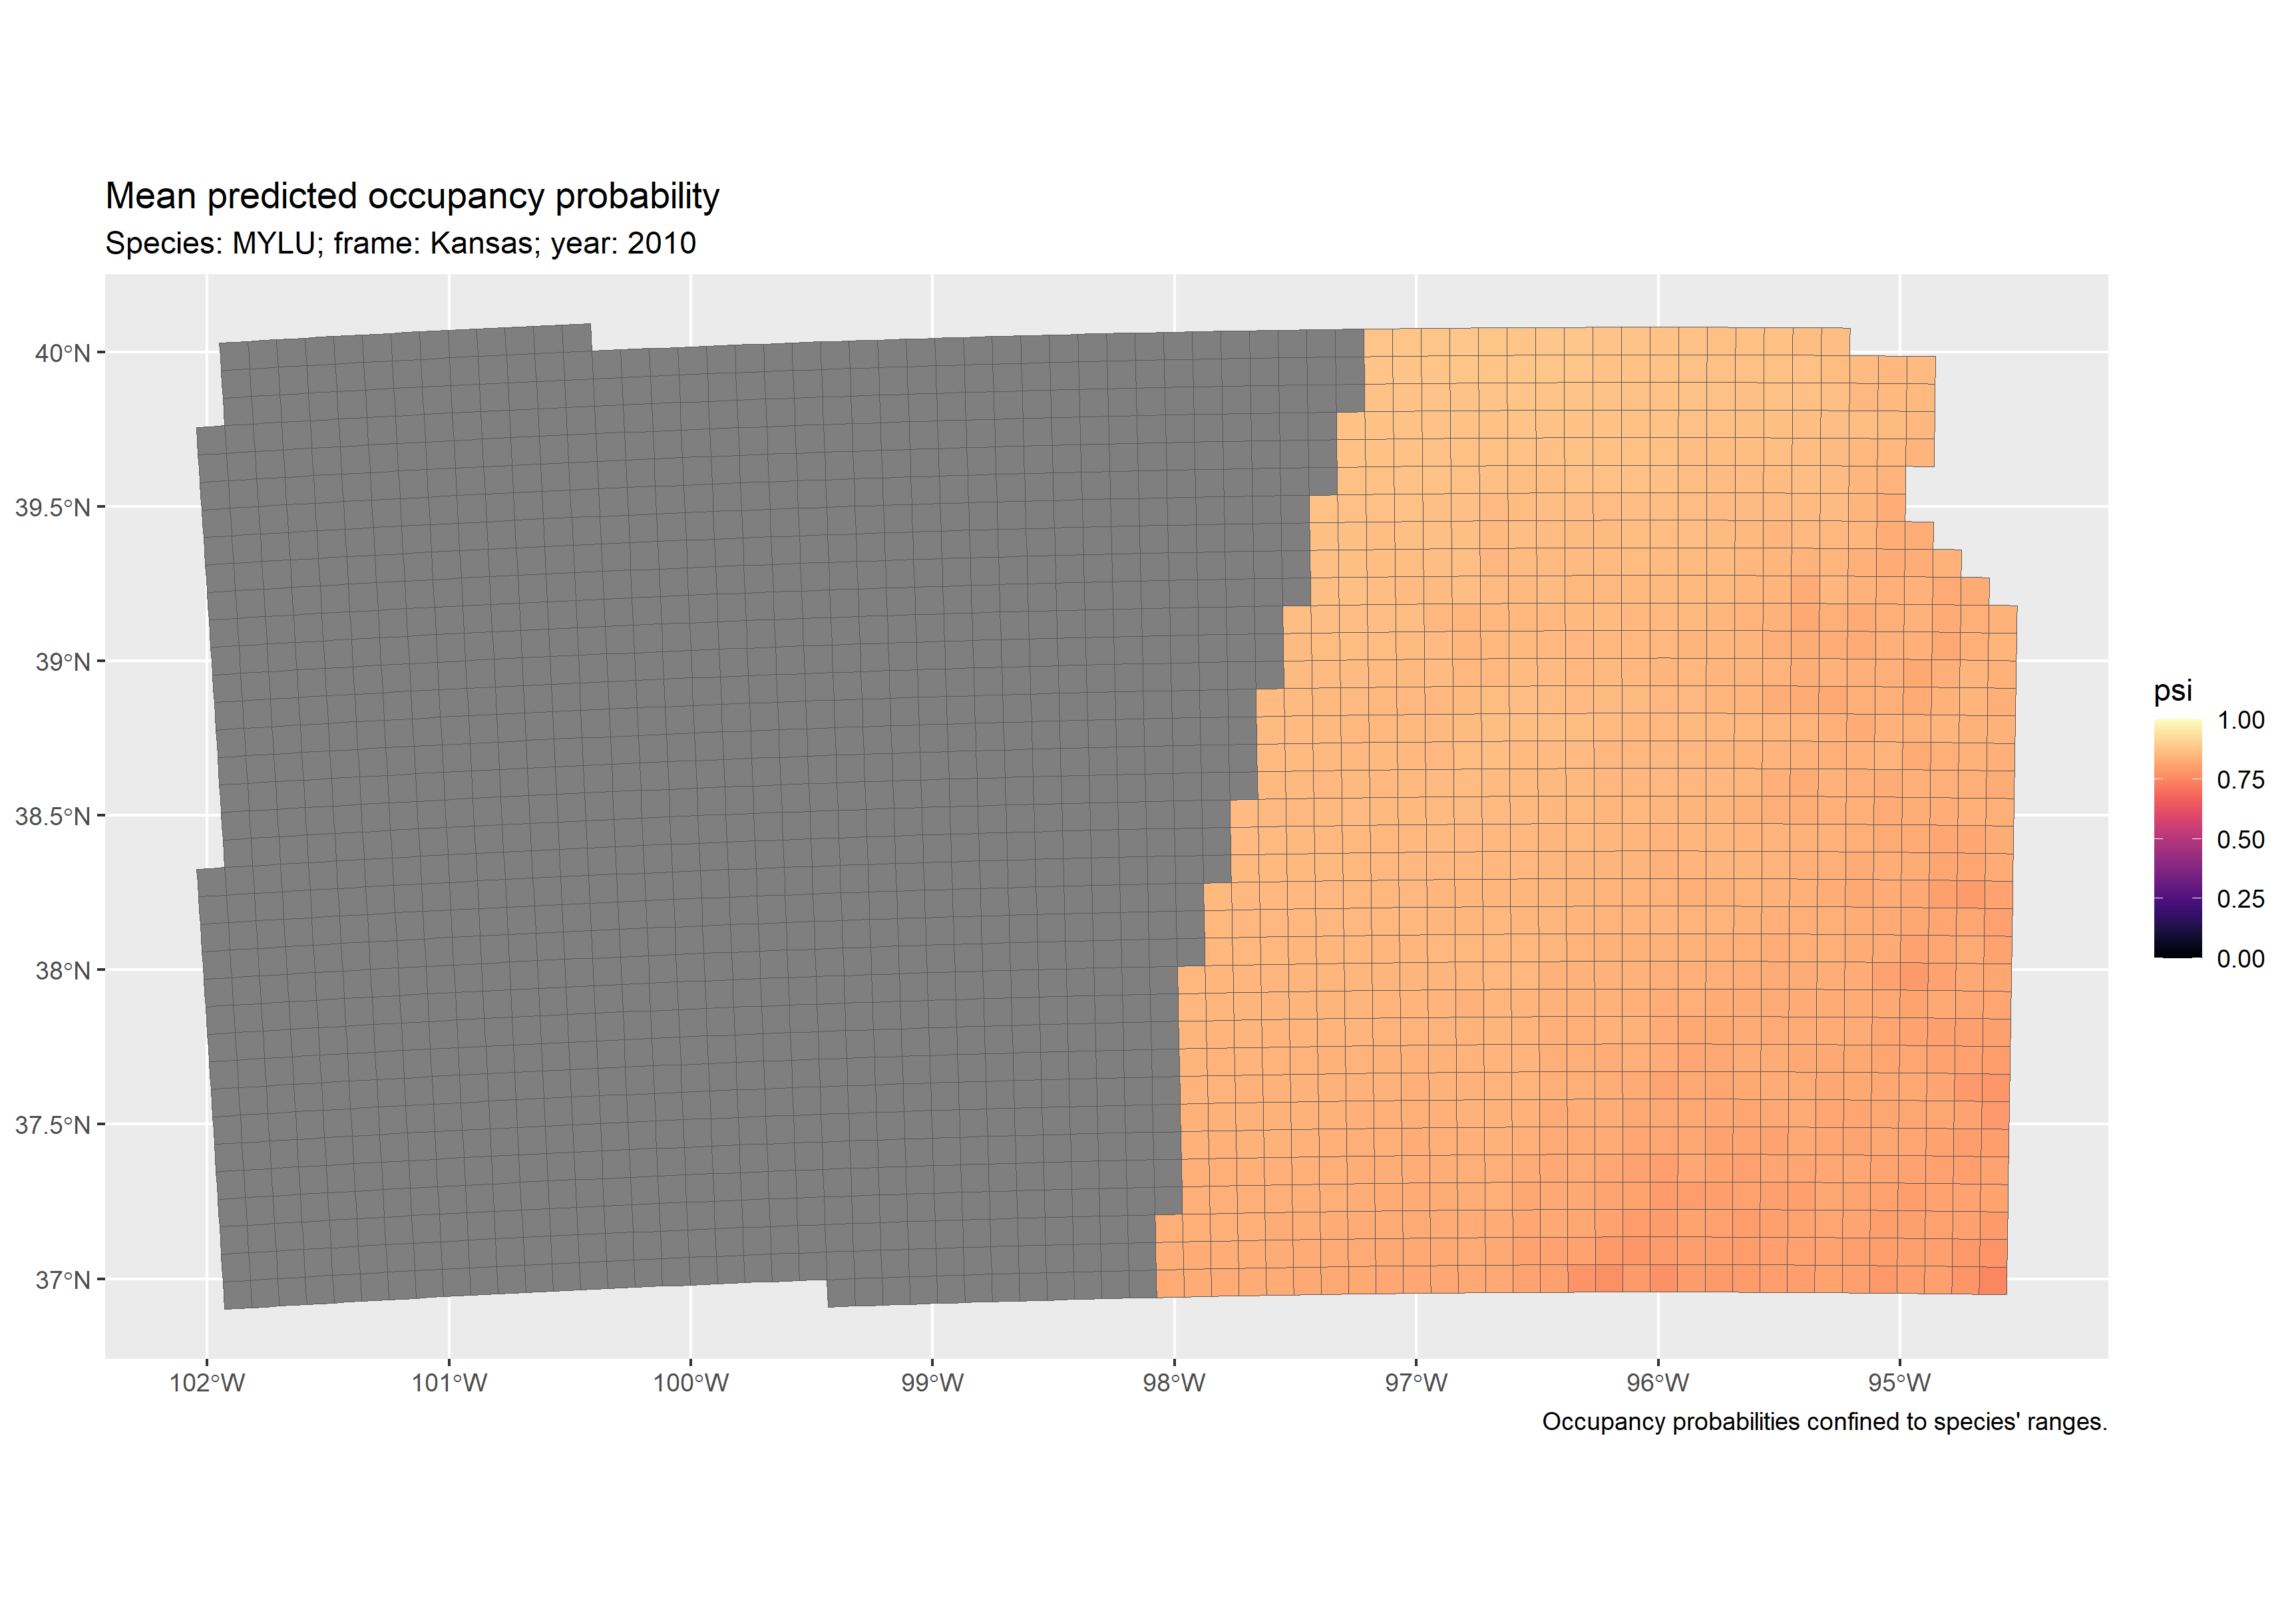 Mean predicted occupancy probability
Species: MYLU; frame: Kansas; year: 2010
40°N
39.5°N
39°N
38.5°N
38°N
37.5°N
37°N
102°W
101°W
100°W
99°W
98°W
97°W
96°W
95°W
psi
1.00
0.75
0.50
0.25
0.00
Occupancy probabilities confined to species' ranges.